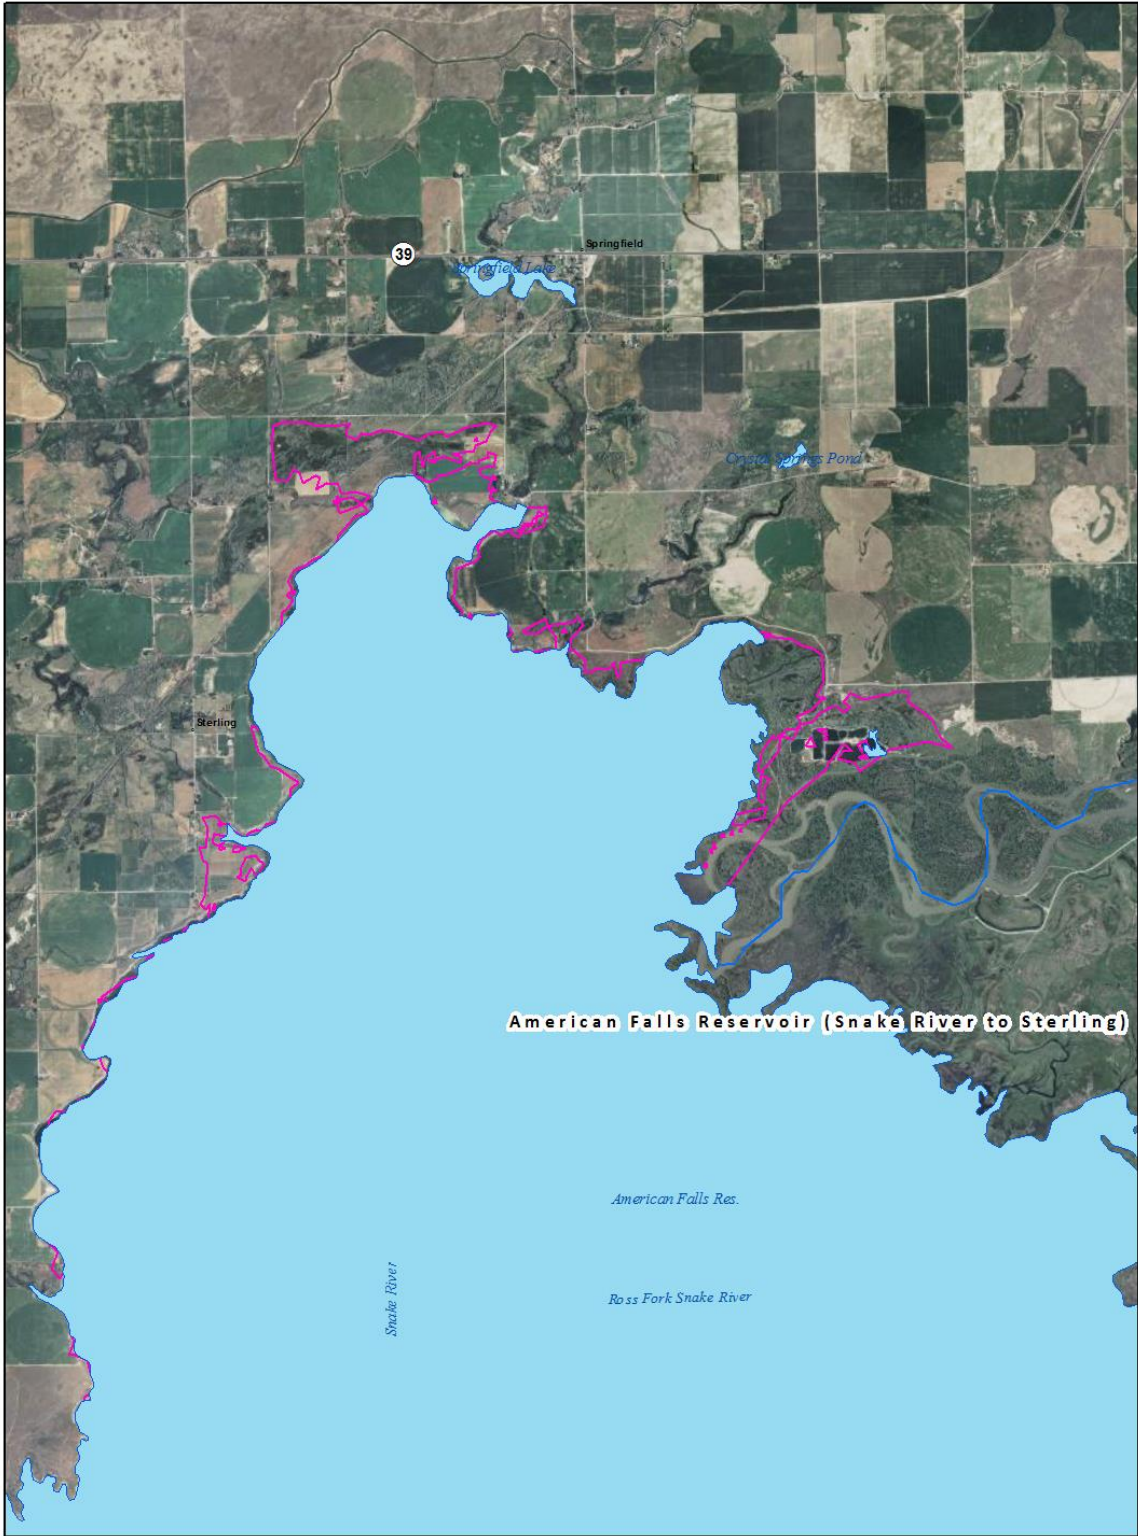 Springfield
39
Springfield Lake
Crystal Springs Pond
Sterling
American Falls Reservoir (Snake River to Sterling)
American Falls Res.
Snake River
Ross Fork Snake River